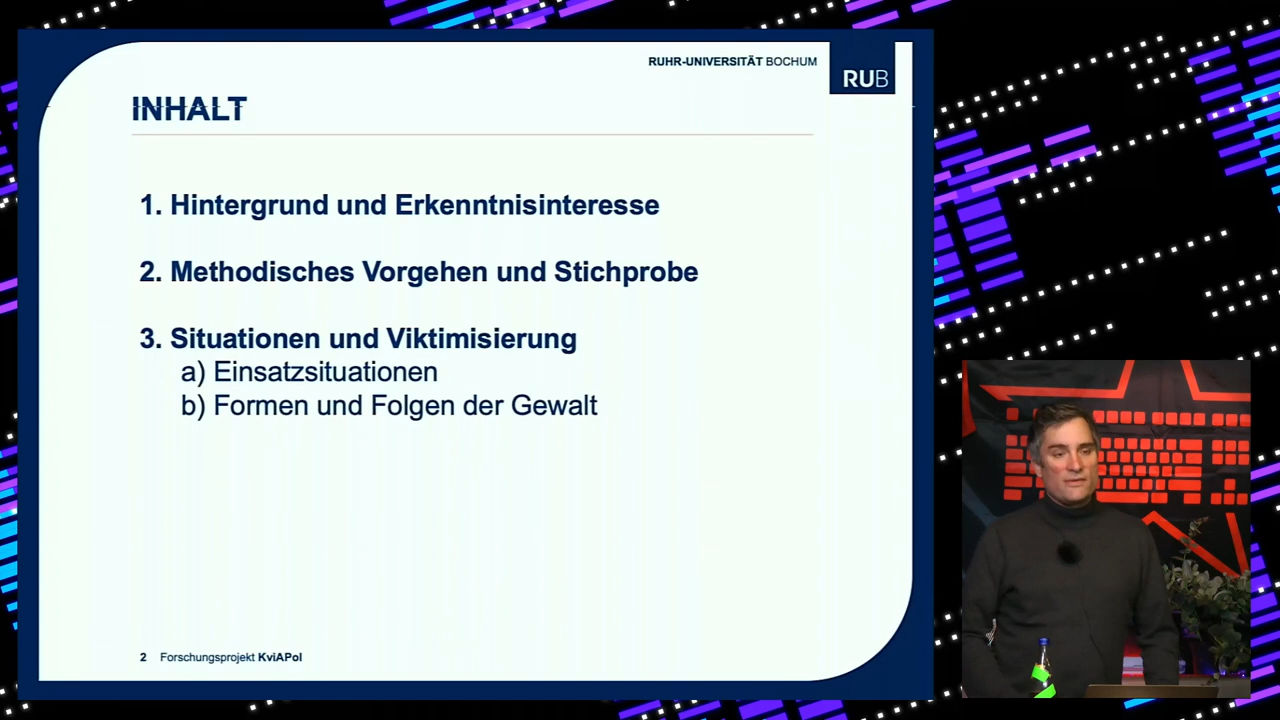 RUHR-UNIVERSITÄT BOCHUM
RUB
INHALT
1. Hintergrund und Erkenntnisinteresse
2. Methodisches Vorgehen und Stichprobe
3. Situationen und Viktimisierung
a) Einsatzsituationen
b) Formen und Folgen der Gewalt
2 Forschungsprojekt KviAPol